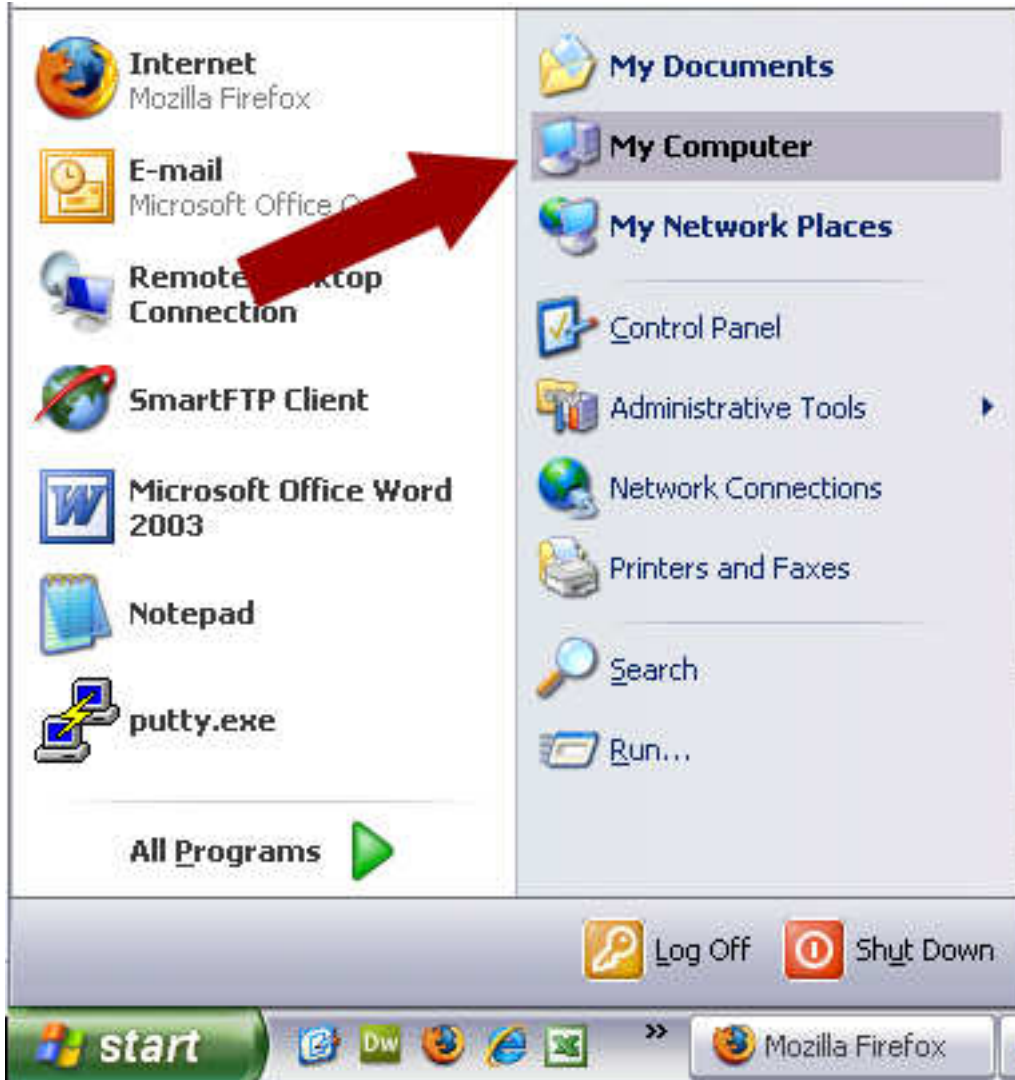 Internet
Mozilla Firefox
E-mail
Microsoft Office
Remote
Connection
SmartFTP Client
Microsoft Office Word
2003
Notepad
putty.exe
All Programs
My Documents
My Computer
My Network Places
Control Panel
Administrative Tools
Network Connections
Printers and Faxes
Search
Run...
Log Off
Shut Down
start
Dw
»
Mozilla Firefox